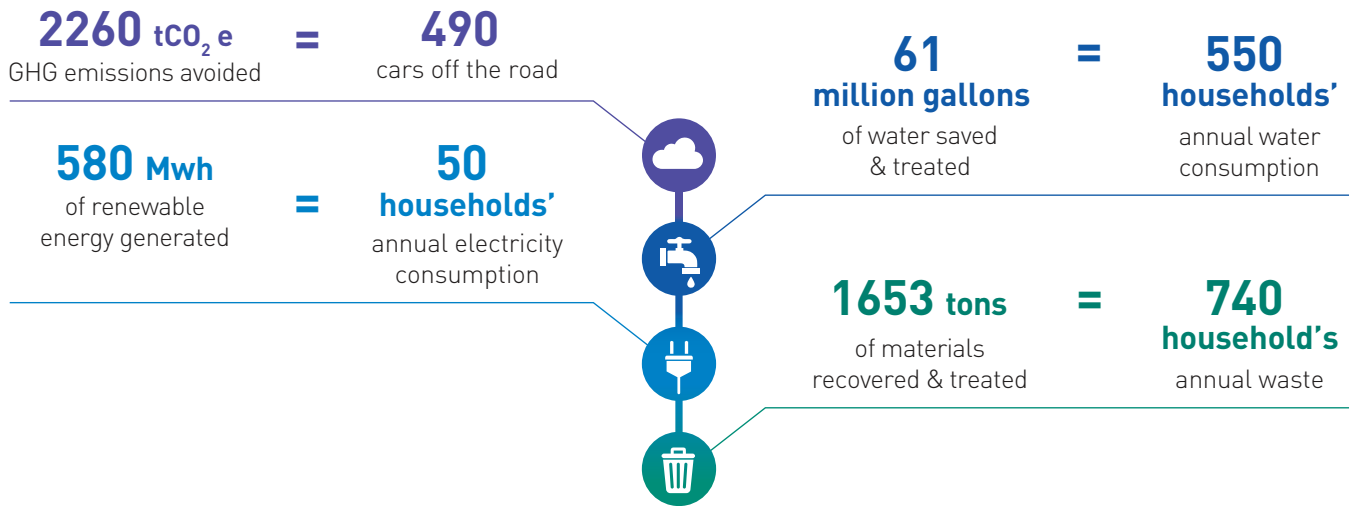 2260 tCO₂ e = 490
GHG emissions avoided cars off the road
580 Mwh = 50 households'
of renewable
energy generated
annual electricity
consumption
61 = 550
million gallons households'
of water saved
& treated
annual water
consumption
1653 tons = 740 household's
of materials
recovered & treated
annual waste